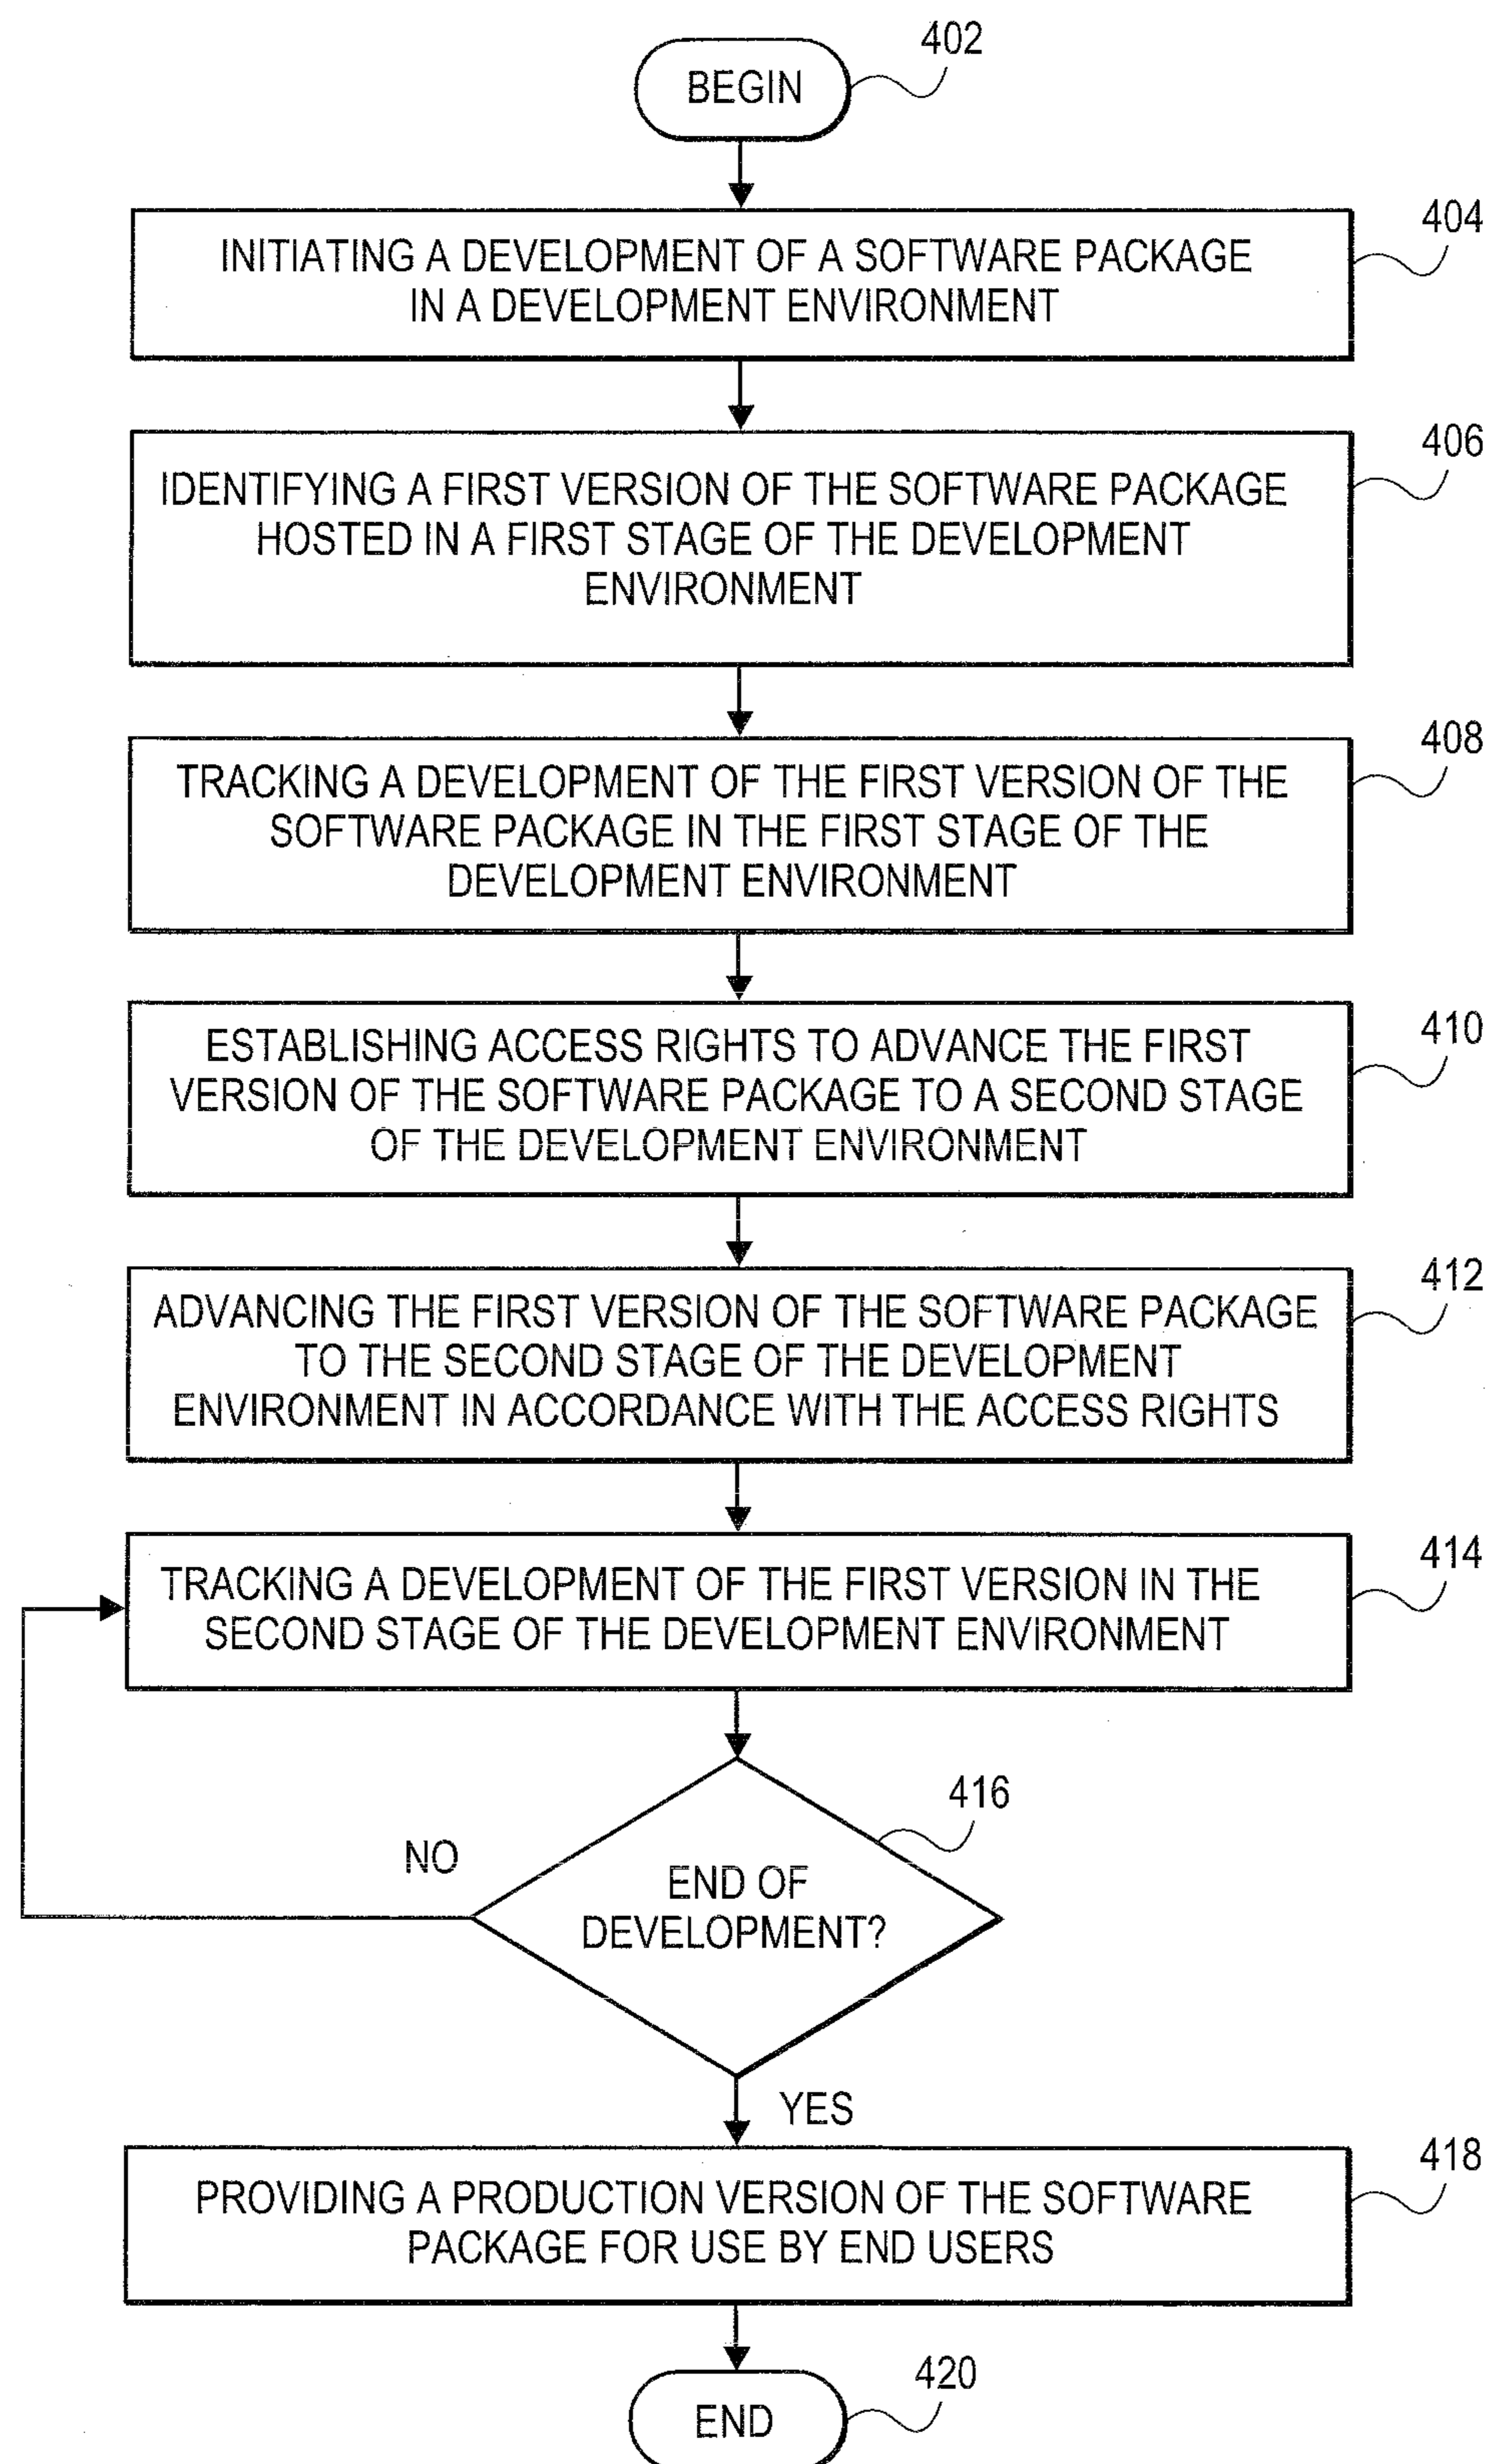 402
BEGIN
404
INITIATING A DEVELOPMENT OF A SOFTWARE PACKAGE
IN A DEVELOPMENT ENVIRONMENT
406
IDENTIFYING A FIRST VERSION OF THE SOFTWARE PACKAGE
HOSTED IN A FIRST STAGE OF THE DEVELOPMENT
ENVIRONMENT
408
TRACKING A DEVELOPMENT OF THE FIRST VERSION OF THE
SOFTWARE PACKAGE IN THE FIRST STAGE OF THE
DEVELOPMENT ENVIRONMENT
410
ESTABLISHING ACCESS RIGHTS TO ADVANCE THE FIRST
VERSION OF THE SOFTWARE PACKAGE TO A SECOND STAGE
OF THE DEVELOPMENT ENVIRONMENT
412
ADVANCING THE FIRST VERSION OF THE SOFTWARE PACKAGE
TO THE SECOND STAGE OF THE DEVELOPMENT
ENVIRONMENT IN ACCORDANCE WITH THE ACCESS RIGHTS
414
TRACKING A DEVELOPMENT OF THE FIRST VERSION IN THE
SECOND STAGE OF THE DEVELOPMENT ENVIRONMENT
416
NO
END OF
DEVELOPMENT?
YES
418
PROVIDING A PRODUCTION VERSION OF THE SOFTWARE
PACKAGE FOR USE BY END USERS
420
END